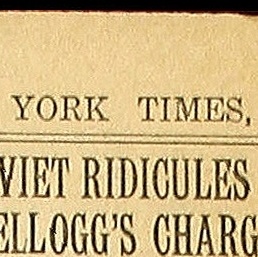 YORK TIMES,
VIET RIDICULES
ELLOGG'S CHARG